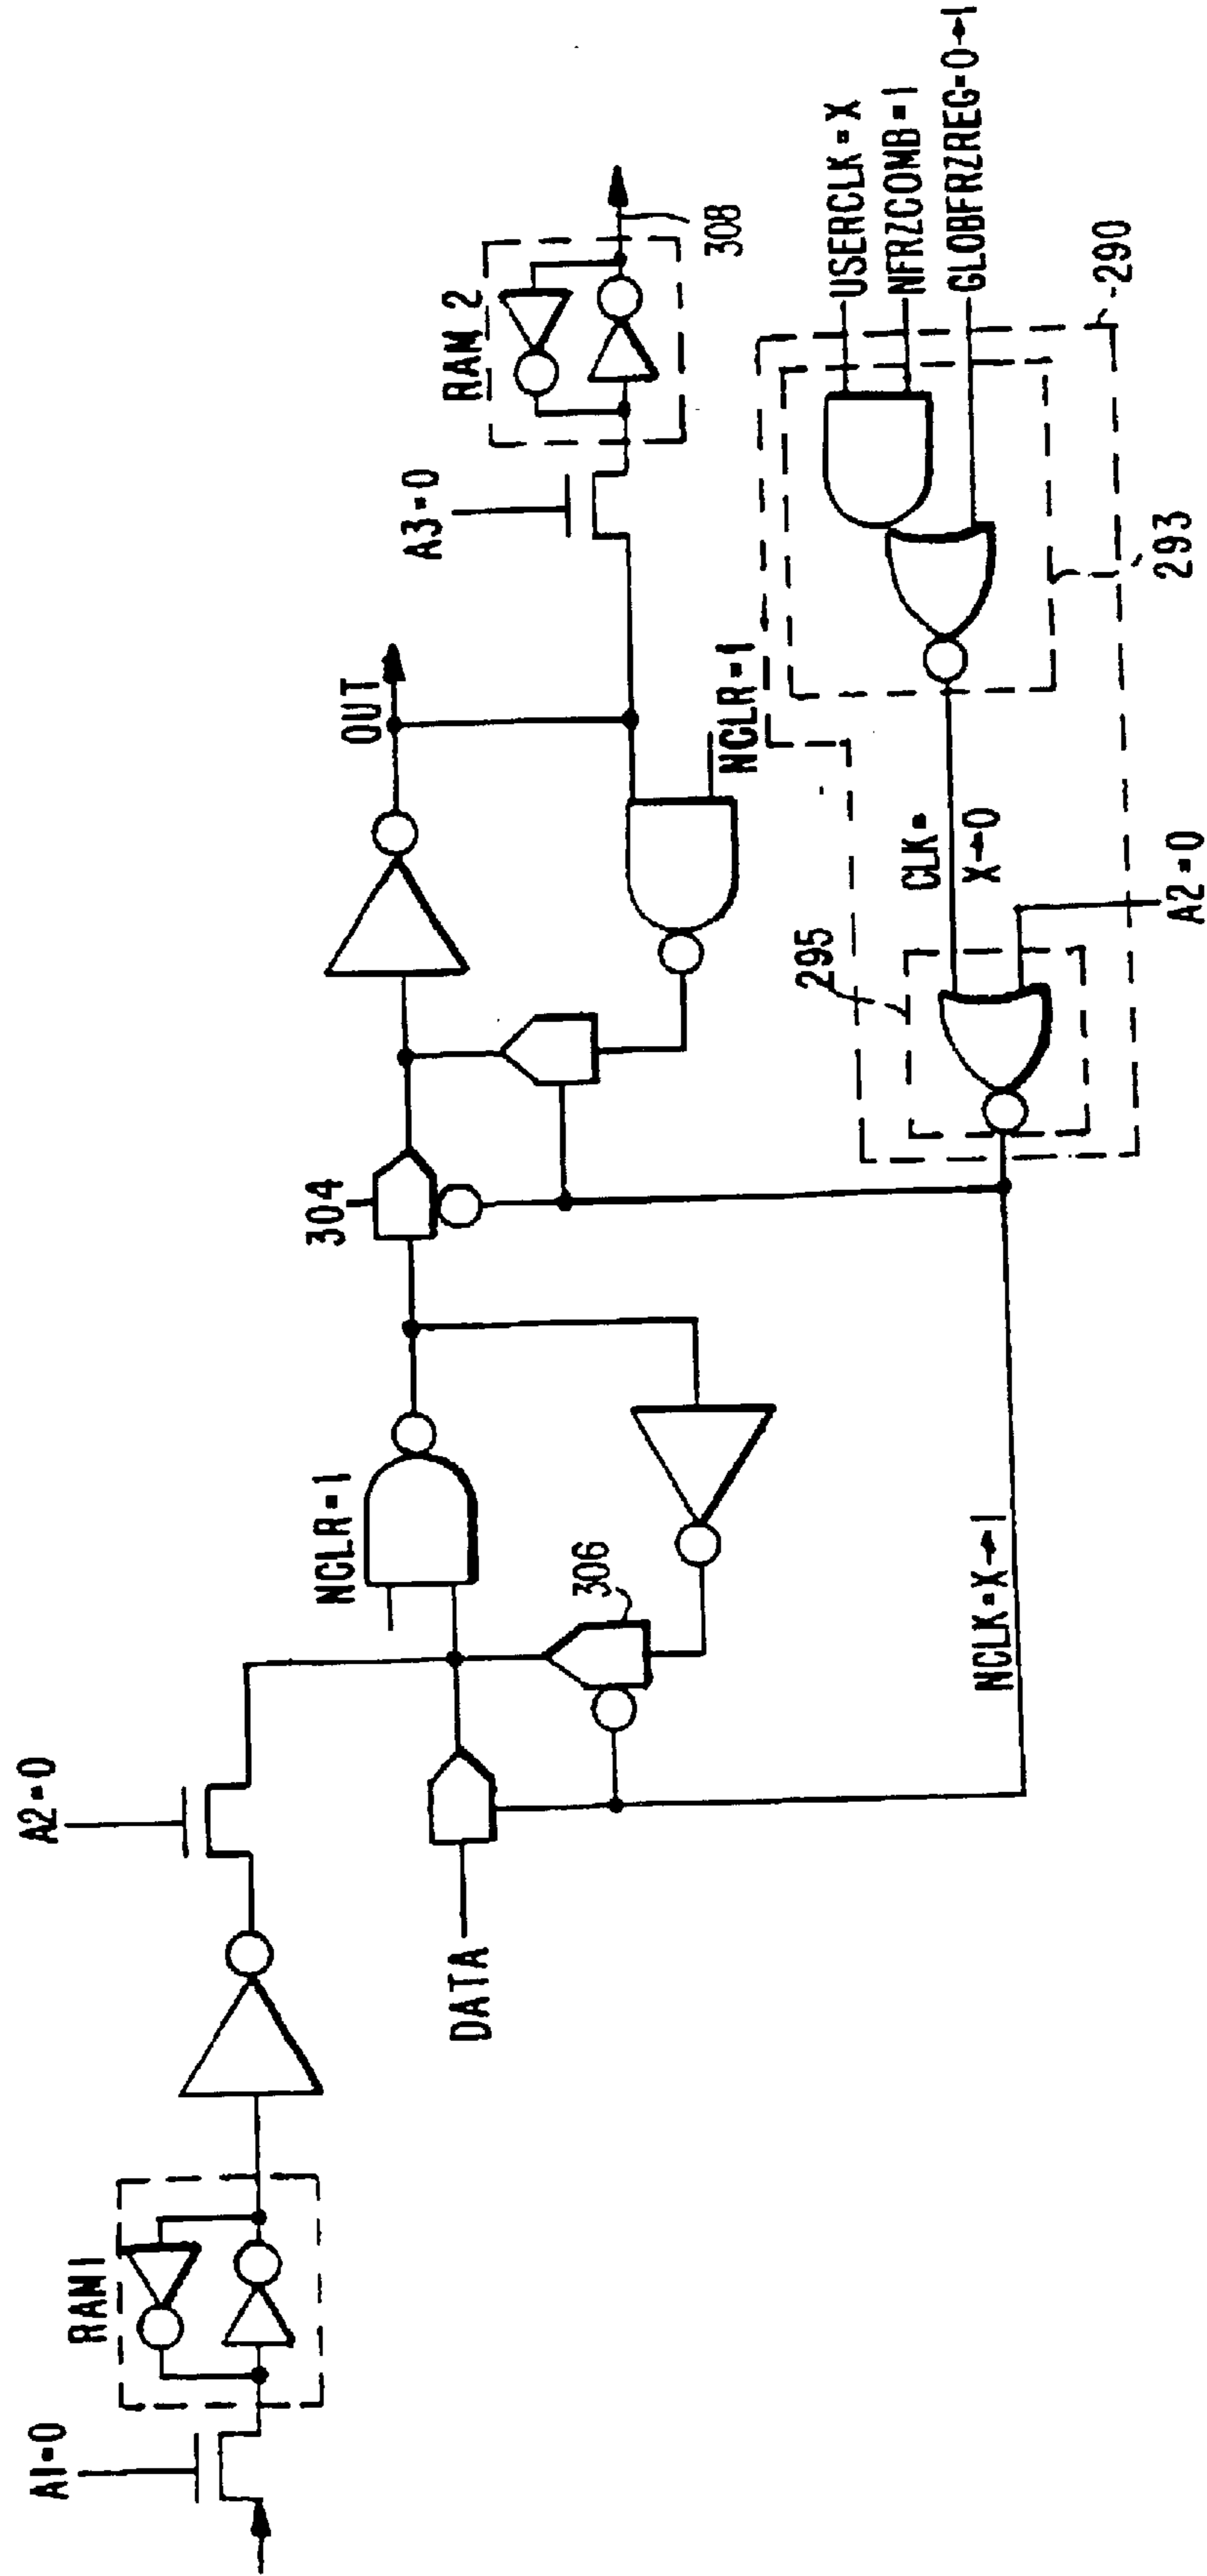 A1=0
RAM1
A2=0
DATA
NCLR=1
306
304
OUT
A3=0
RAM 2
308
NCLR=1
NCLK=X→1
295
CLK=
X→0
A2=0
USERCLK=X
NFRZCOMB=1
GLOBFRZREG=0→1
293
290